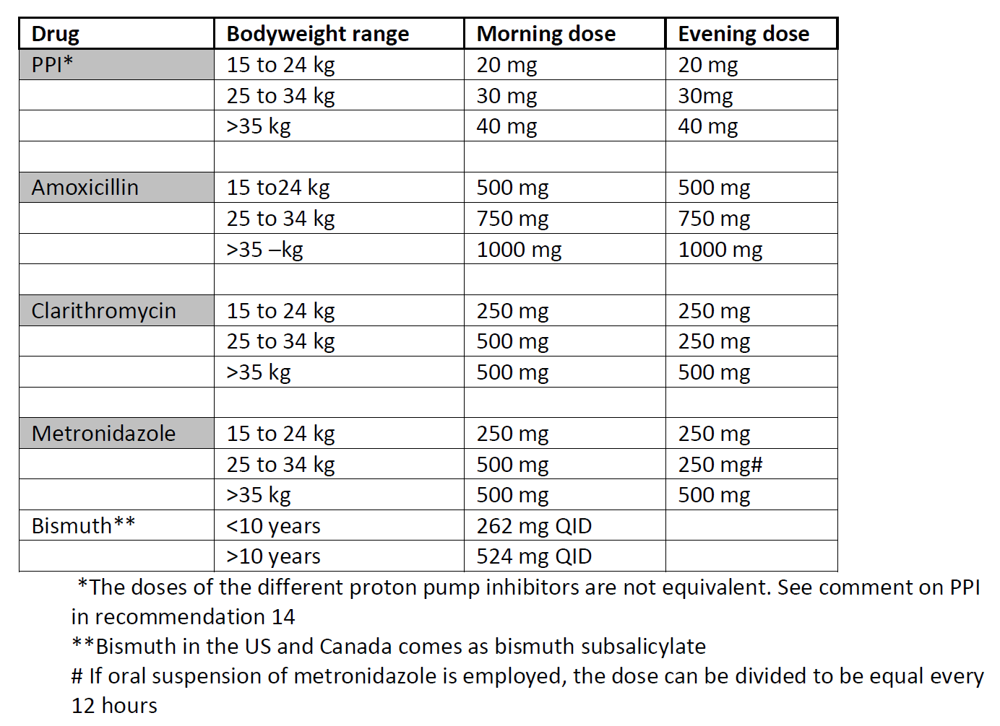 Drug Bodyweight range Morning dose Evening dose
PPI* 15 to 24 kg 20 mg 20 mg
25 to 34 kg 30 mg 30mg
>35 kg 40 mg 40 mg
Amoxicillin 15 to24 kg 500 mg 500 mg
25 to 34 kg 750 mg 750 mg
>35 –kg 1000 mg 1000 mg
Clarithromycin 15 to 24 kg 250 mg 250 mg
25 to 34 kg 500 mg 250 mg
>35 kg 500 mg 500 mg
Metronidazole 15 to 24 kg 250 mg 250 mg
25 to 34 kg 500 mg 250 mg#
>35 kg 500 mg 500 mg
Bismuth** <10 years 262 mg QID
>10 years 524 mg QID
*The doses of the different proton pump inhibitors are not equivalent. See comment on PPI
in recommendation 14
**Bismuth in the US and Canada comes as bismuth subsalicylate
# If oral suspension of metronidazole is employed, the dose can be divided to be equal every
12 hours